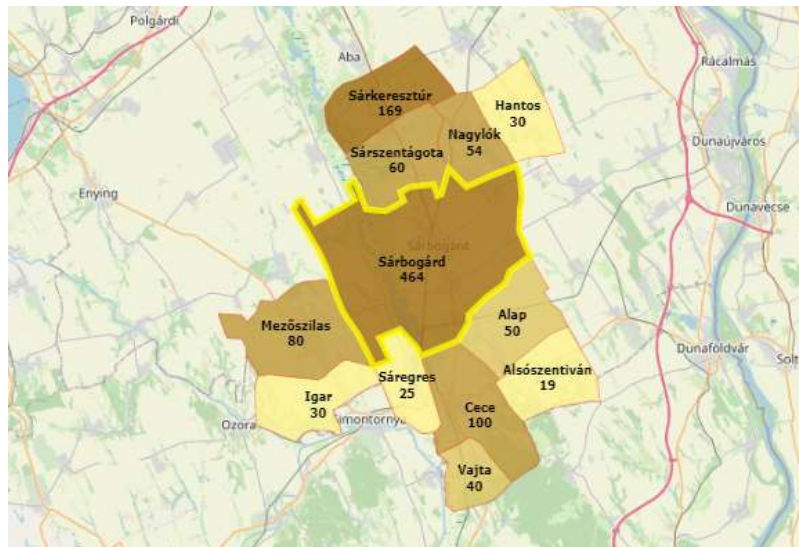 Polgárdi
Aba
Rácalmás
Sárkeresztúr
169
Hantos
30
Nagylók
54
Sárszentágota
60
Dunaújváros
Enying
Dunavecse
Sárbogárd
Sárbogárd
464
Mezőszilas
80
Alap
50
Dunaföldvár
Solt
Sáregres
25
Alsószentiván
19
Igar
30
Cece
100
Ozora
Simontornya
Vajta
40